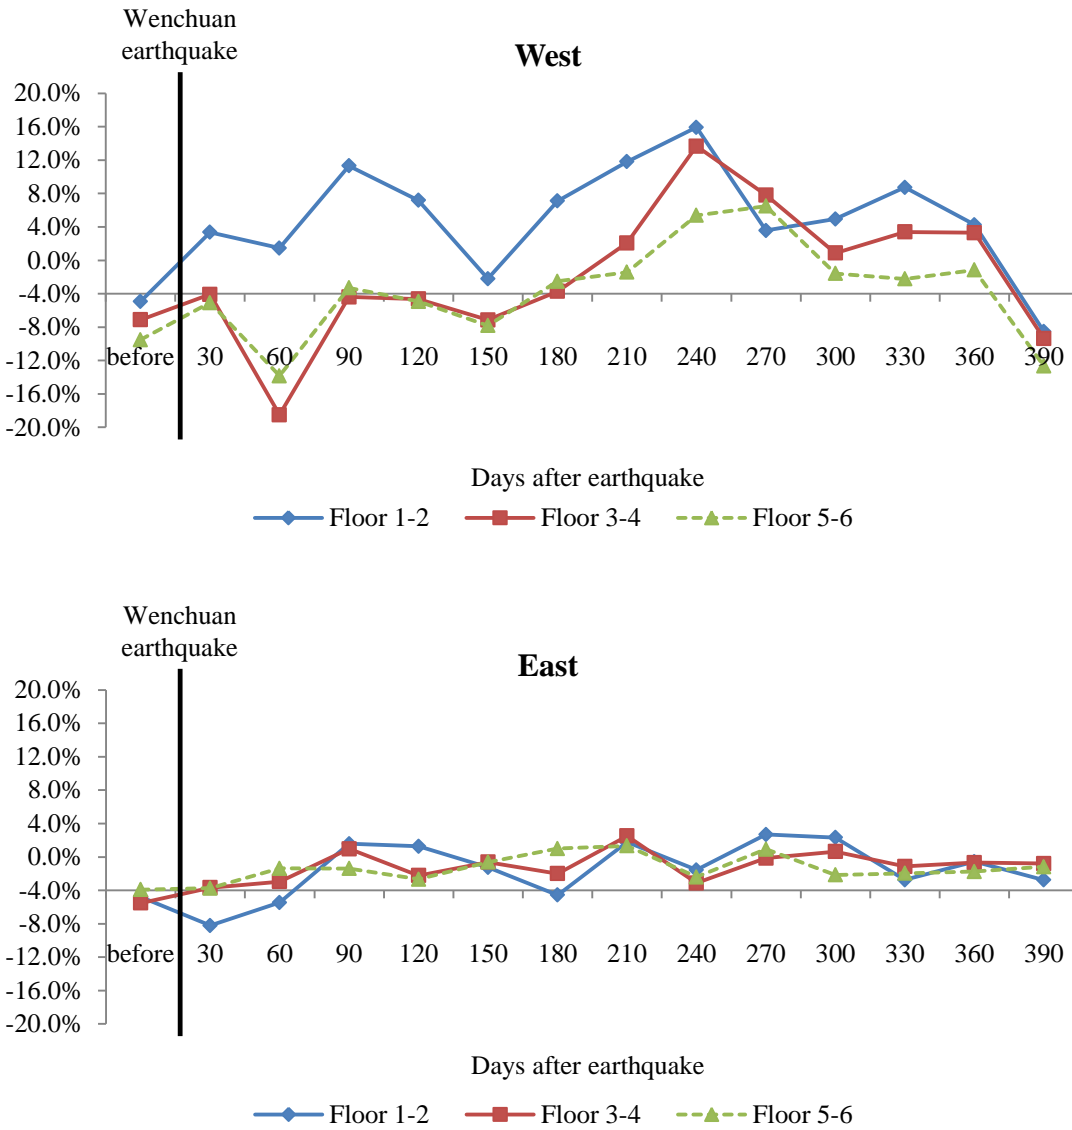 Wenchuan
earthquake
West
20.0%
16.0%
12.0%
8.0%
4.0%
0.0%
-4.0%
-8.0%
-12.0%
-16.0%
-20.0%
before 30 60 90 120 150 180 210 240 270 300 330 360 390
Days after earthquake
Floor 1-2 Floor 3-4 Floor 5-6
Wenchuan
earthquake
East
20.0%
16.0%
12.0%
8.0%
4.0%
0.0%
-4.0%
-8.0%
-12.0%
-16.0%
-20.0%
before 30 60 90 120 150 180 210 240 270 300 330 360 390
Days after earthquake
Floor 1-2 Floor 3-4 Floor 5-6